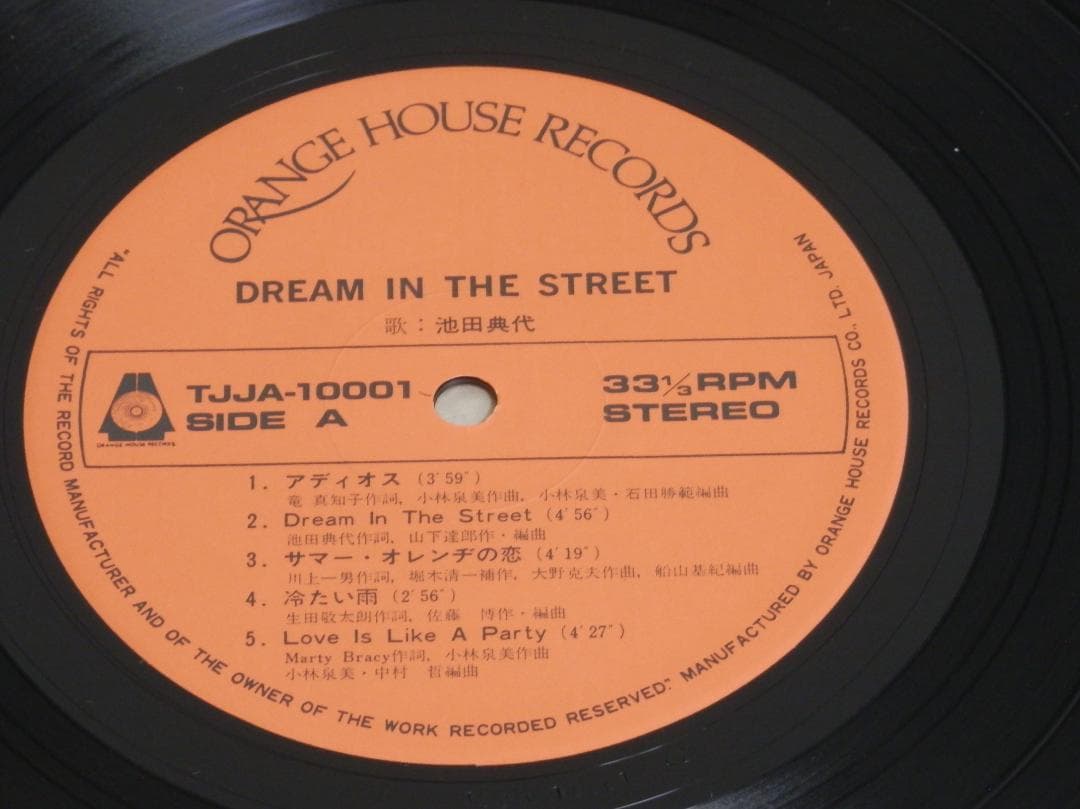 ORANGE HOUSE RECORDS
DREAM IN THE STREET
歌：池田典代
TJJA-10001
SIDE A
33 1/3 RPM
STEREO
ORANGE HOUSE RECORDS
1. アディオス (3'59")
竜 真知子作詞, 小林泉美作曲, 小林泉美・石田勝範編曲
2. Dream In The Street (4'56")
池田典代作詞, 山下達郎作・編曲
3. サマー・オレンヂの恋 (4'19")
川上一男作詞, 堀木清一補作, 大野克夫作曲, 船山基紀編曲
4. 冷たい雨 (2'56")
生田敬太朗作詞, 佐藤 博作・編曲
5. Love Is Like A Party (4'27")
Marty Bracy作詞, 小林泉美作曲
小林泉美・中村 哲編曲
"ALL RIGHTS OF THE RECORD MANUFACTURER AND OF THE OWNER OF THE WORK RECORDED RESERVED." MANUFACTURED BY ORANGE HOUSE RECORDS CO., LTD. JAPAN